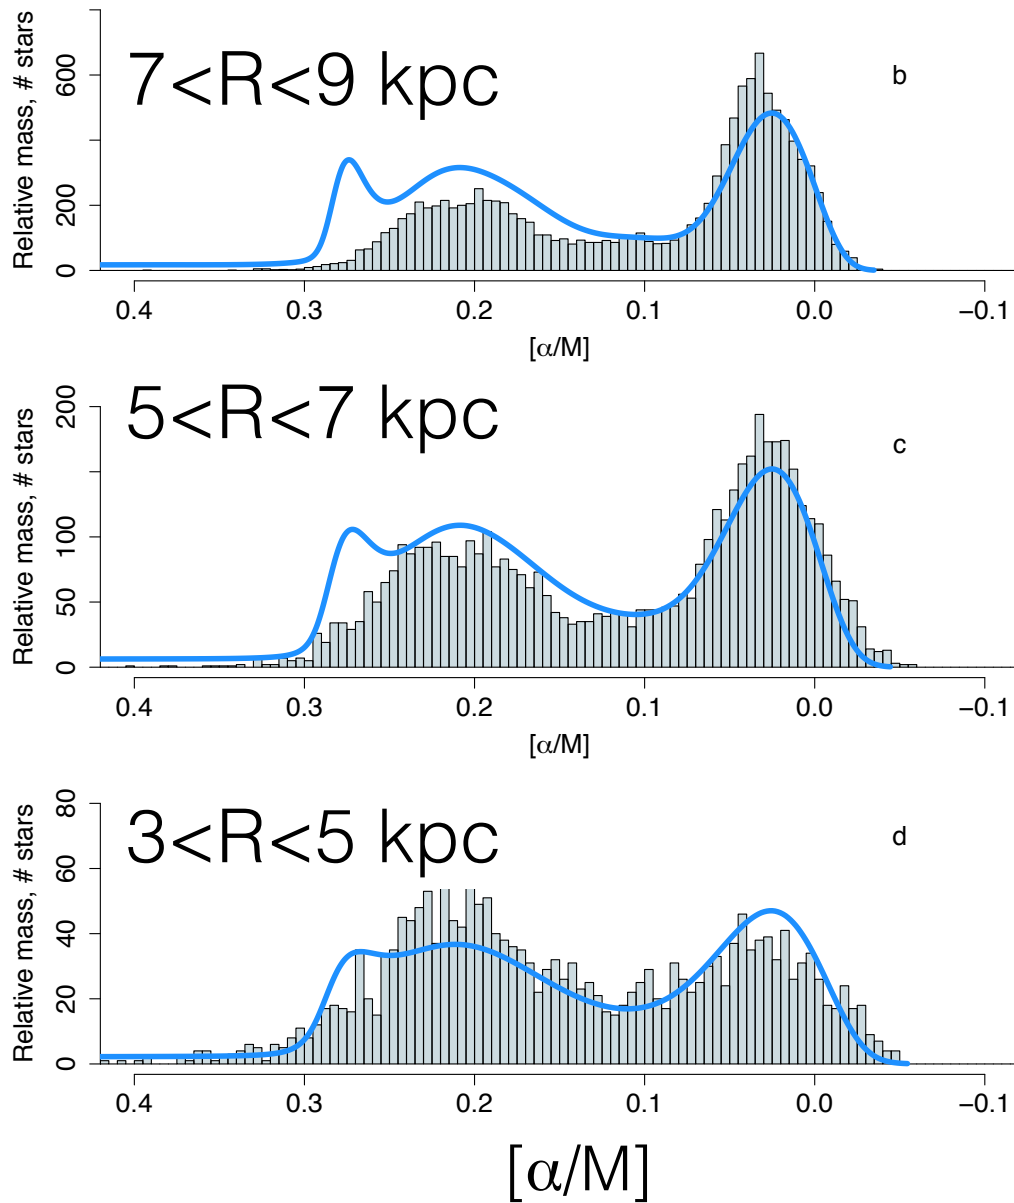 7<R<9 kpc
b
Relative mass, # stars
0 200 600
0.4 0.3 0.2 0.1 0.0 −0.1
[α/M]
5<R<7 kpc
c
Relative mass, # stars
0 50 100 200
0.4 0.3 0.2 0.1 0.0 −0.1
[α/M]
3<R<5 kpc
d
Relative mass, # stars
0 20 40 60 80
0.4 0.3 0.2 0.1 0.0 −0.1
[α/M]